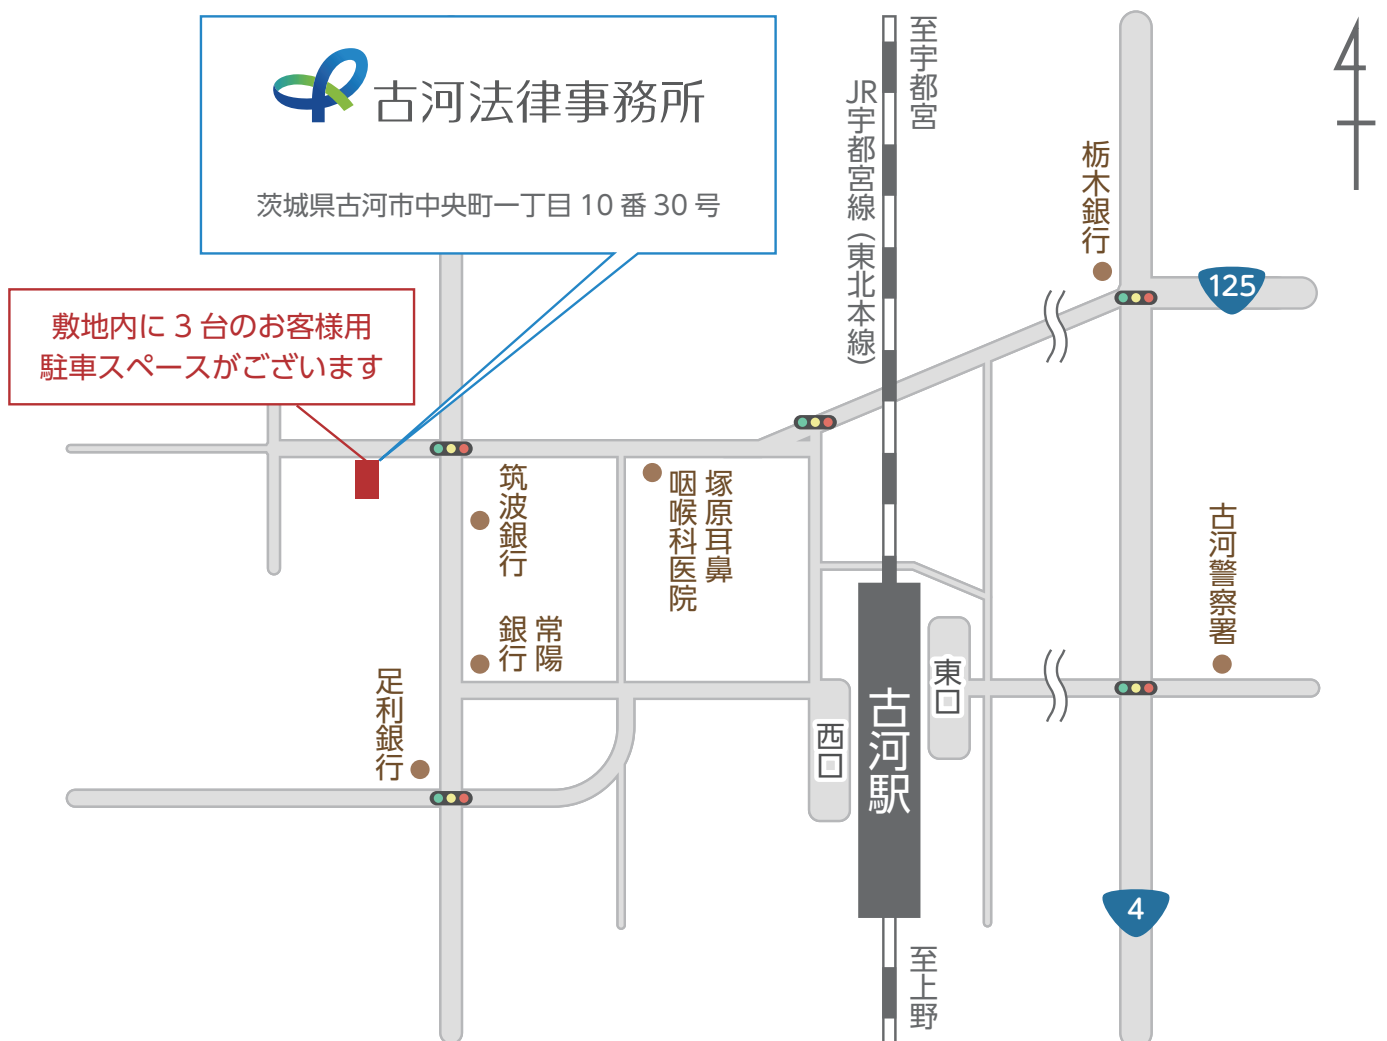 古河法律事務所
茨城県古河市中央町一丁目 10 番 30 号
敷地内に 3 台のお客様用
駐車スペースがございます
至宇都宮
JR宇都宮線（東北本線）
栃木銀行
125
筑波銀行
塚原耳鼻
咽喉科医院
常陽
銀行
足利銀行
古河警察署
東口
西口
古河駅
4
至上野